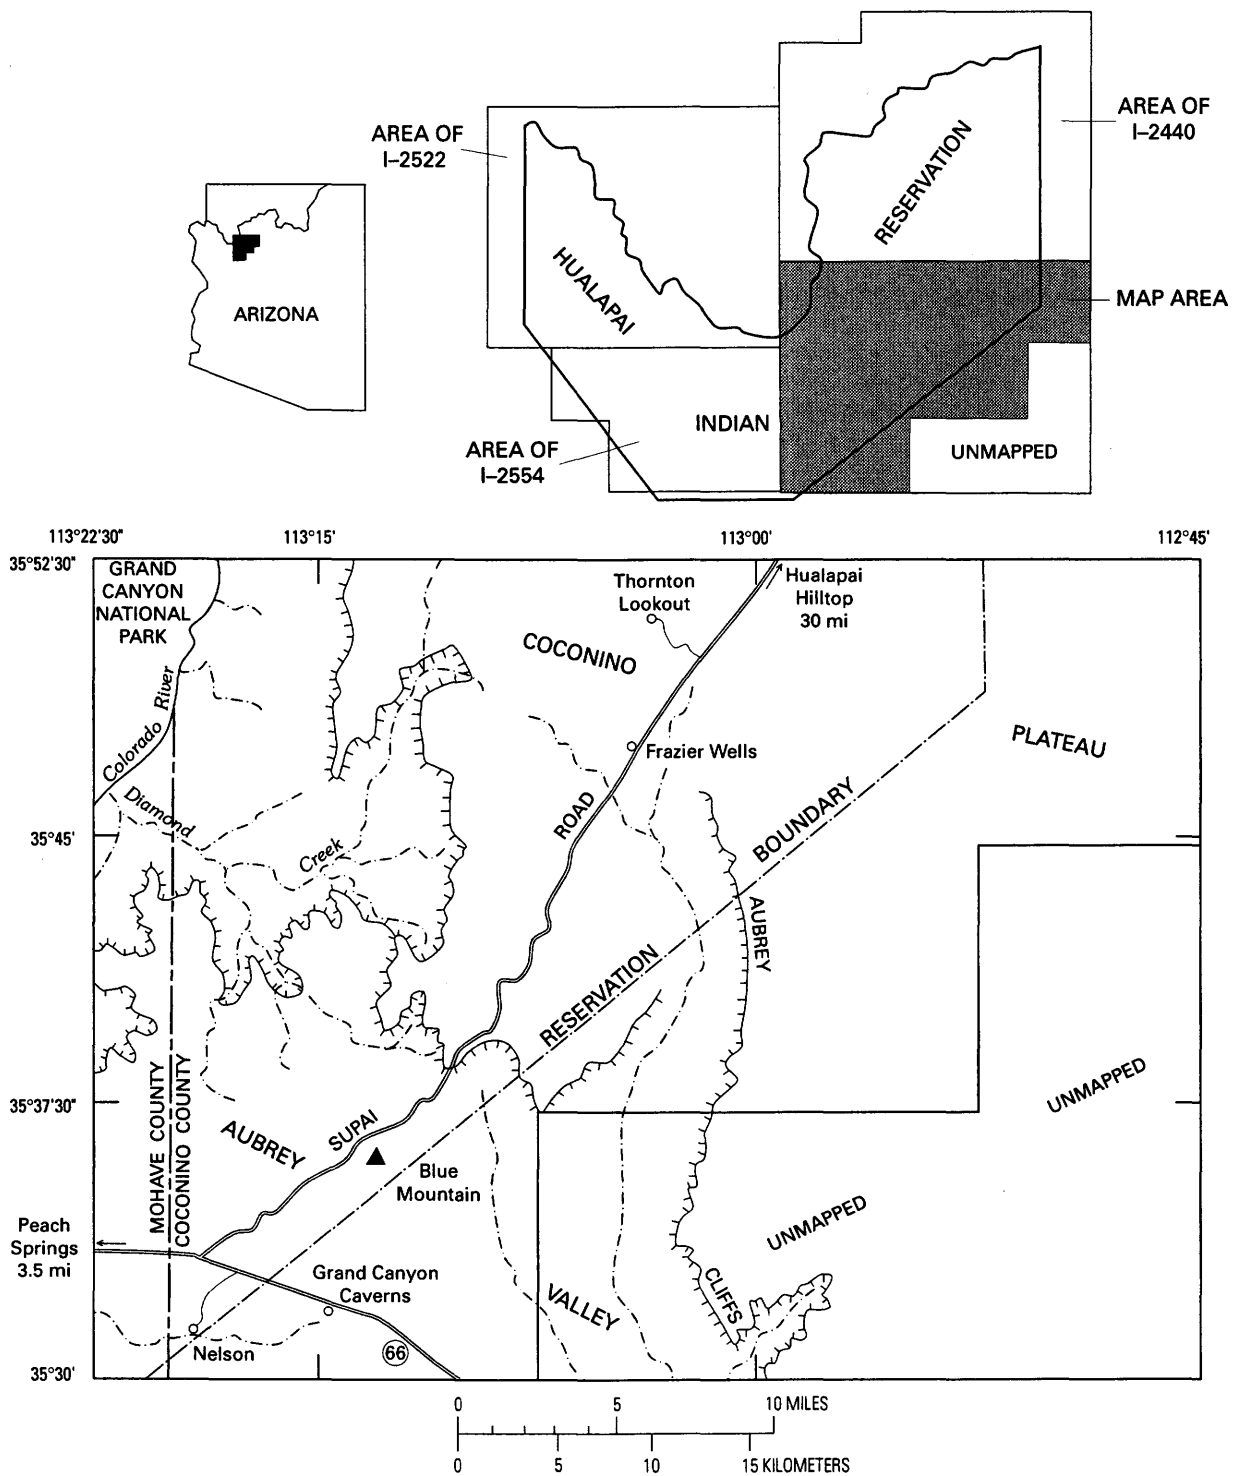 AREA OF
I–2522
AREA OF
I–2440
RESERVATION
HUALAPAI
MAP AREA
ARIZONA
INDIAN
AREA OF
I–2554
UNMAPPED
113°22'30"
113°15'
113°00'
112°45'
35°52'30"
GRAND
CANYON
NATIONAL
PARK
Thornton
Lookout
Hualapai
Hilltop
30 mi
COCONINO
Colorado River
PLATEAU
Frazier Wells
Diamond
Creek
ROAD
BOUNDARY
35°45'
AUBREY
RESERVATION
35°37'30"
MOHAVE COUNTY
COCONINO COUNTY
UNMAPPED
AUBREY
SUPAI
Blue
Mountain
Peach
Springs
3.5 mi
UNMAPPED
Grand Canyon
Caverns
VALLEY
CLIFFS
Nelson
66
35°30'
0 5 10 MILES
0 5 10 15 KILOMETERS